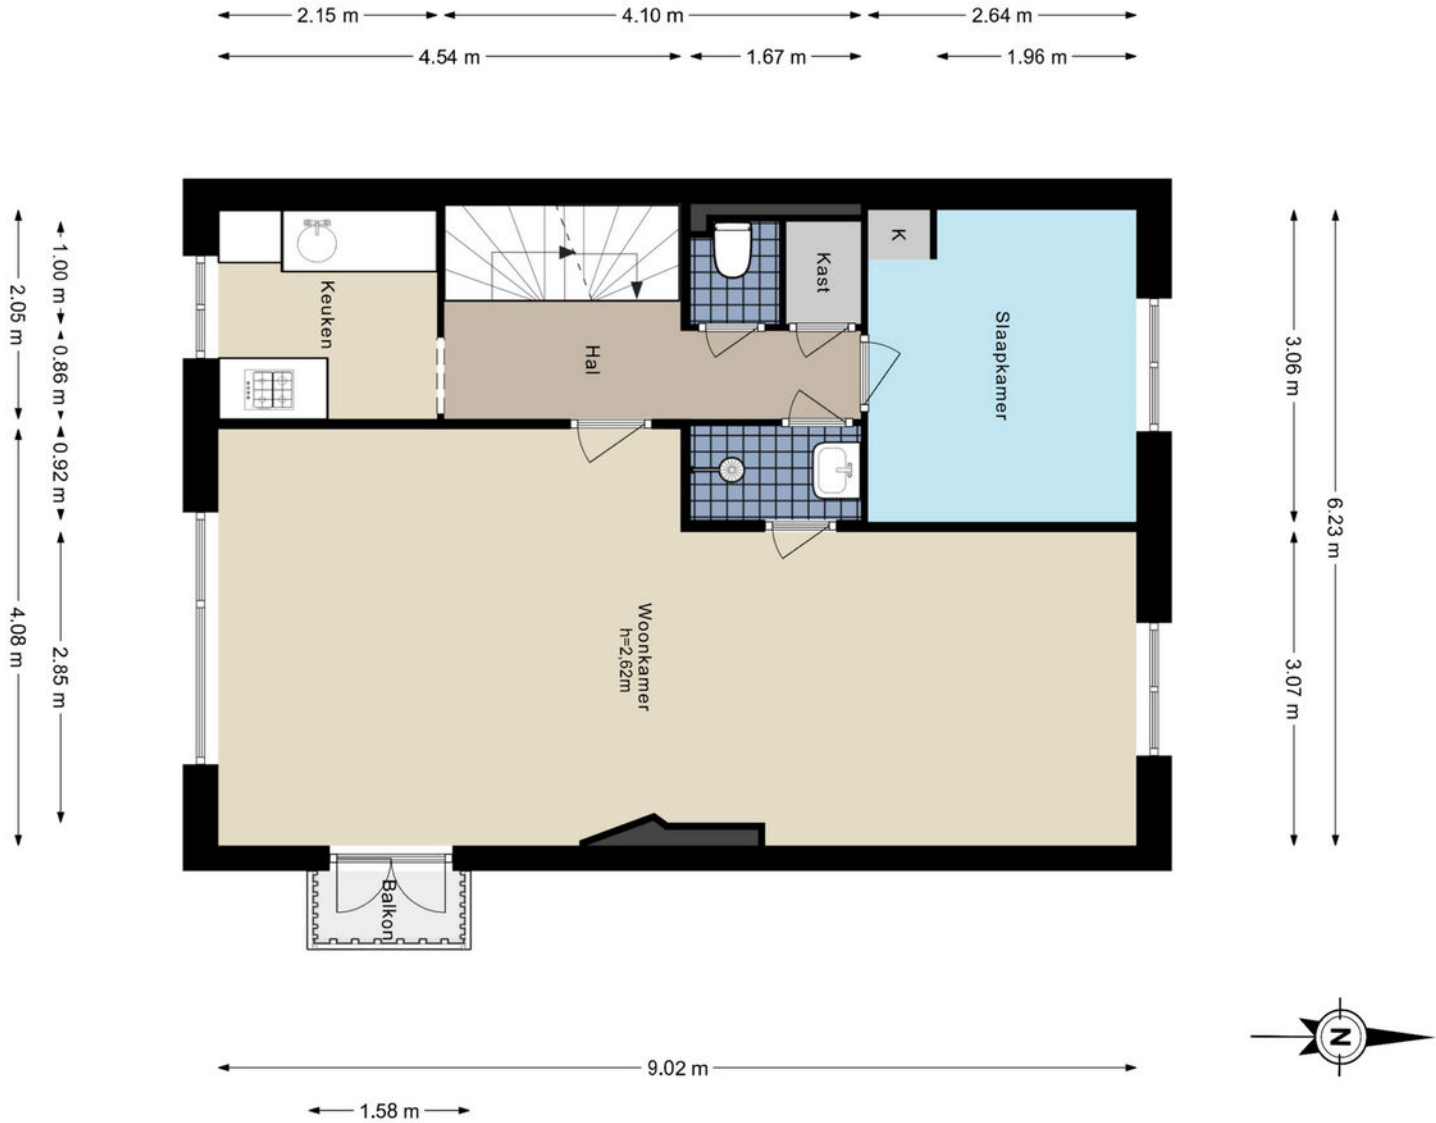 2.15 m
4.10 m
2.64 m
4.54 m
1.67 m
1.96 m
2.05 m
4.08 m
1.00 m
0.86 m
0.92 m
2.85 m
Keuken
Hal
Kast
K
Slaapkamer
Woonkamer
h=2,62m
Balkon
3.06 m
3.07 m
6.23 m
N
9.02 m
1.58 m